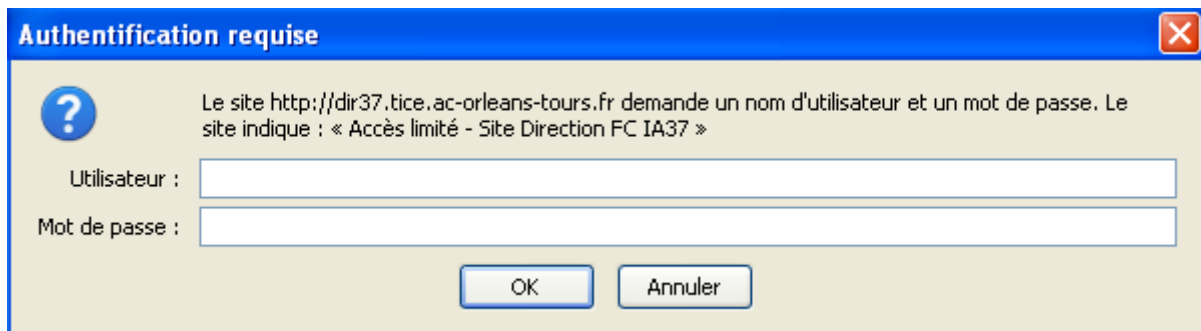 Authentification requise
Le site http://dir37.tice.ac-orleans-tours.fr demande un nom d'utilisateur et un mot de passe. Le
site indique : « Accès limité - Site Direction FC IA37 »
Utilisateur :
Mot de passe :
OK Annuler